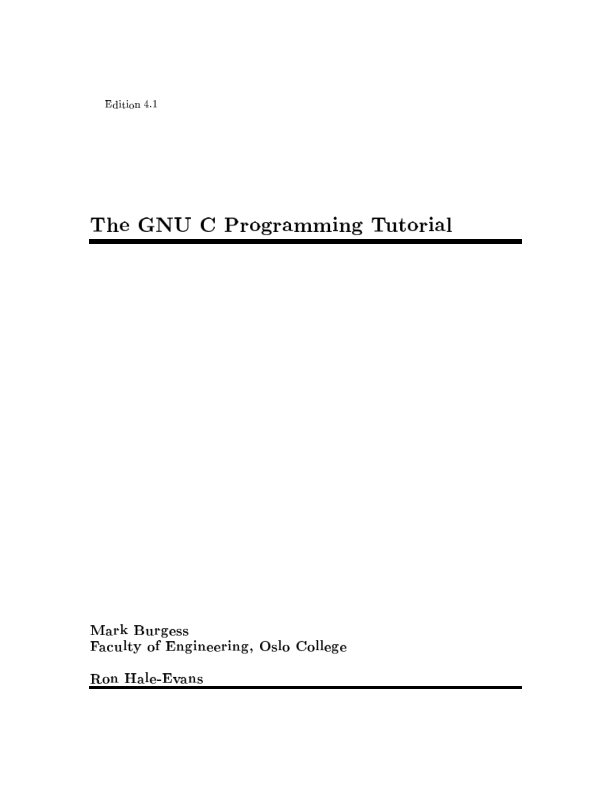 Edition 4.1
The GNU C Programming Tutorial
Mark Burgess
Faculty of Engineering, Oslo College
Ron Hale-Evans